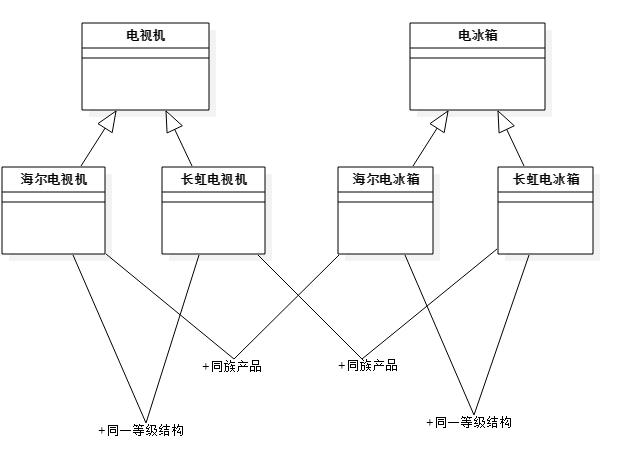 电视机
电冰箱
海尔电视机
长虹电视机
海尔电冰箱
长虹电冰箱
+同族产品
+同族产品
+同一等级结构
+同一等级结构